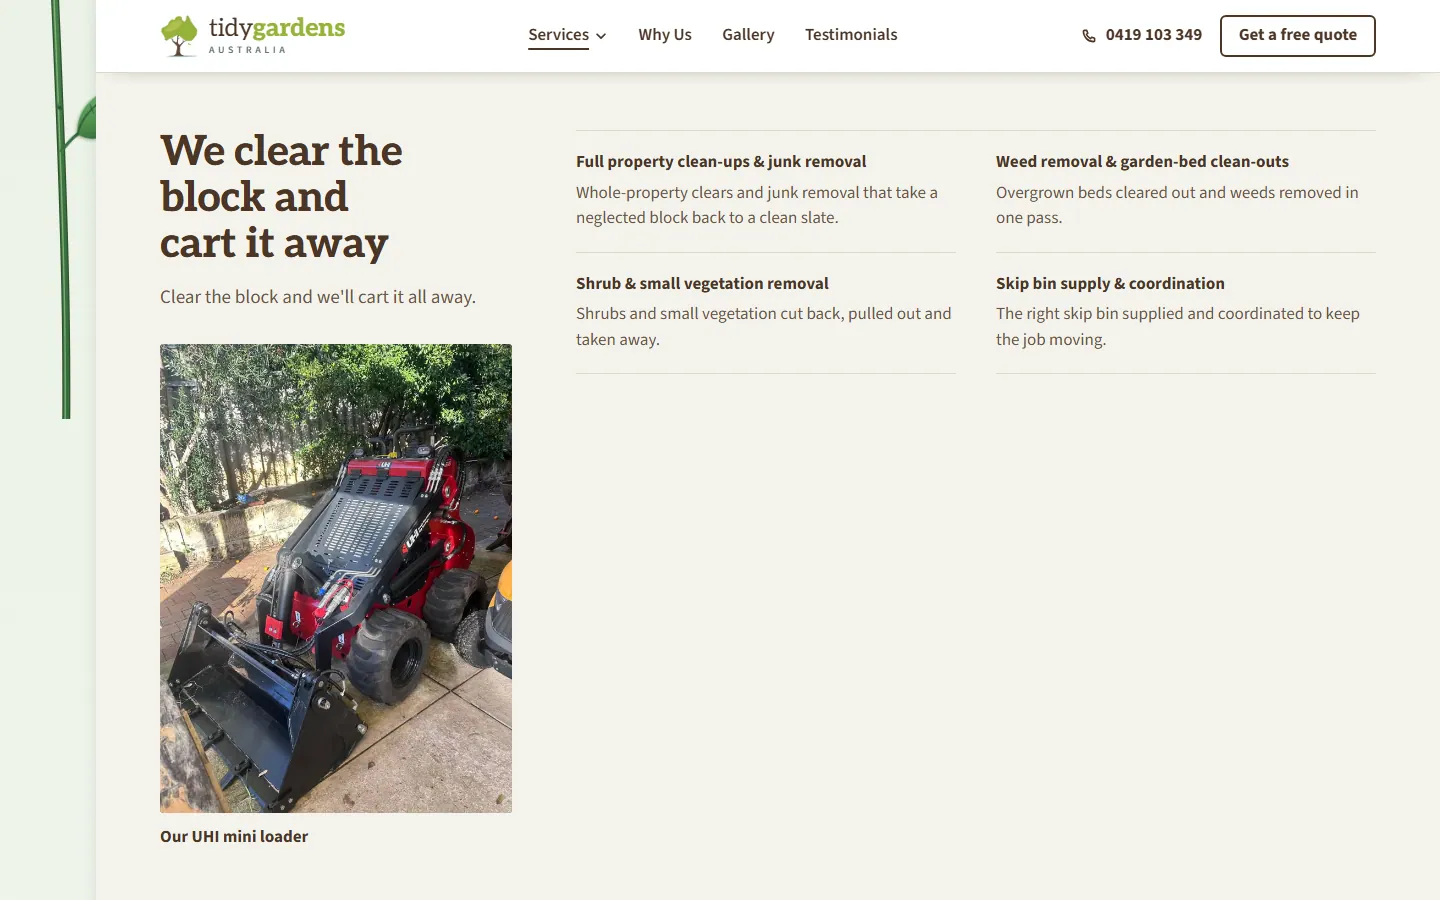 tidygardens
AUSTRALIA
Services
Why Us
Gallery
Testimonials
0419 103 349
Get a free quote
We clear the
block and
cart it away
Clear the block and we'll cart it all away.
Full property clean-ups & junk removal
Whole-property clears and junk removal that take a
neglected block back to a clean slate.
Weed removal & garden-bed clean-outs
Overgrown beds cleared out and weeds removed in
one pass.
Shrub & small vegetation removal
Shrubs and small vegetation cut back, pulled out and
taken away.
Skip bin supply & coordination
The right skip bin supplied and coordinated to keep
the job moving.
UHI
UHI
Our UHI mini loader